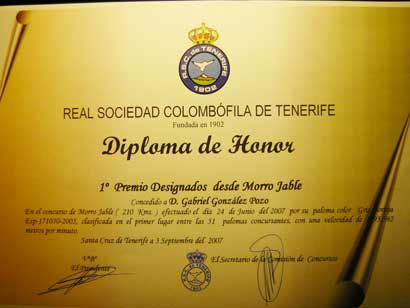 R.S.C. de TENERIFE
1902
REAL SOCIEDAD COLOMBÓFILA DE TENERIFE
Fundada en 1902
Diploma de Honor
1º Premio Designados desde Morro Jable
Concedido a D. Gabriel González Pozo
En el concurso de Morro Jable ( 210 Kms. ) efectuado el día 24 de Junio del 2007 por su paloma color
Esp-171030-2005, clasificada en el primer lugar entre las 51 palomas concursantes, con una velocidad de
metros por minuto.
Santa Cruz de Tenerife a 3 Septiembre del 2007
VºBº
El Presidente
El Secretario de la Comisión de Concursos
1902